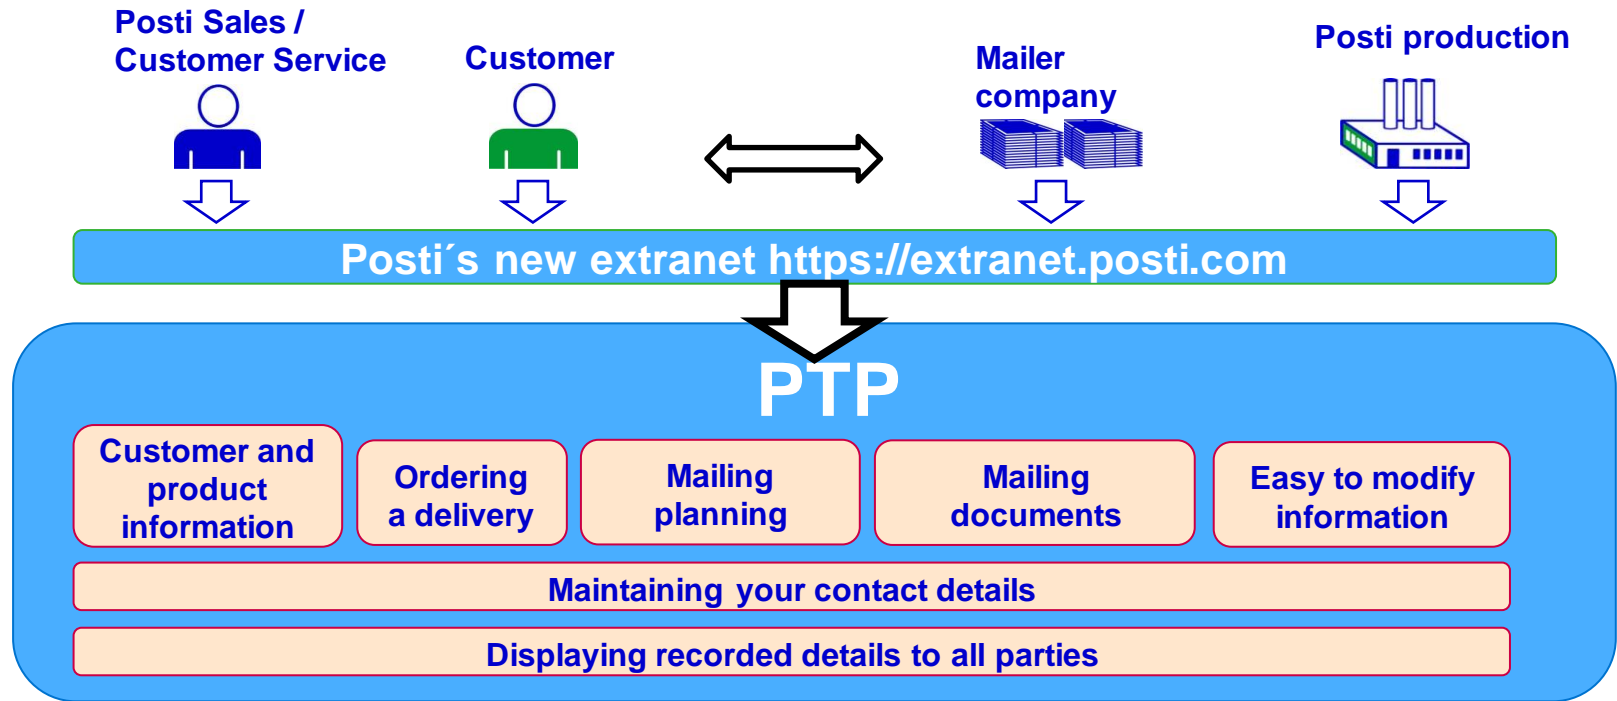 Posti Sales /
Customer Service
Customer
Mailer
company
Posti production
Posti´s new extranet https://extranet.posti.com
PTP
Customer and
product
information
Ordering
a delivery
Mailing
planning
Mailing
documents
Easy to modify
information
Maintaining your contact details
Displaying recorded details to all parties